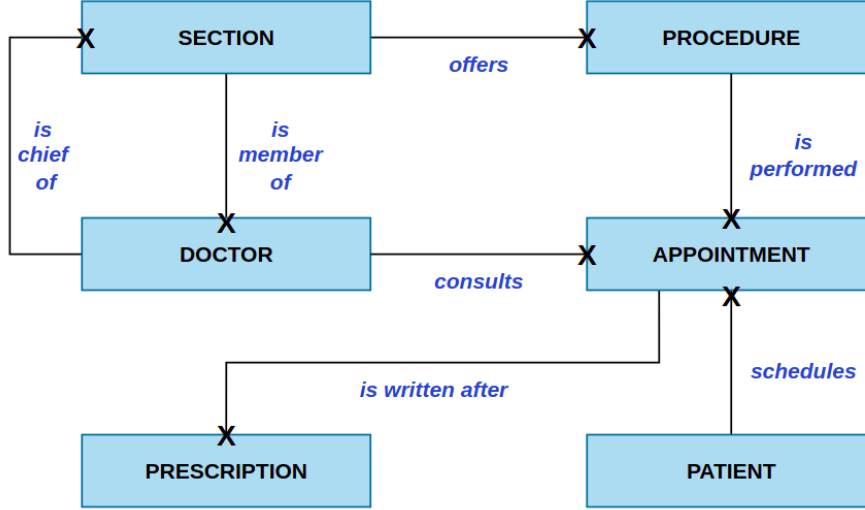 SECTION
PROCEDURE
offers
is
chief
of
is
member
of
is
performed
DOCTOR
APPOINTMENT
consults
is written after
schedules
PRESCRIPTION
PATIENT